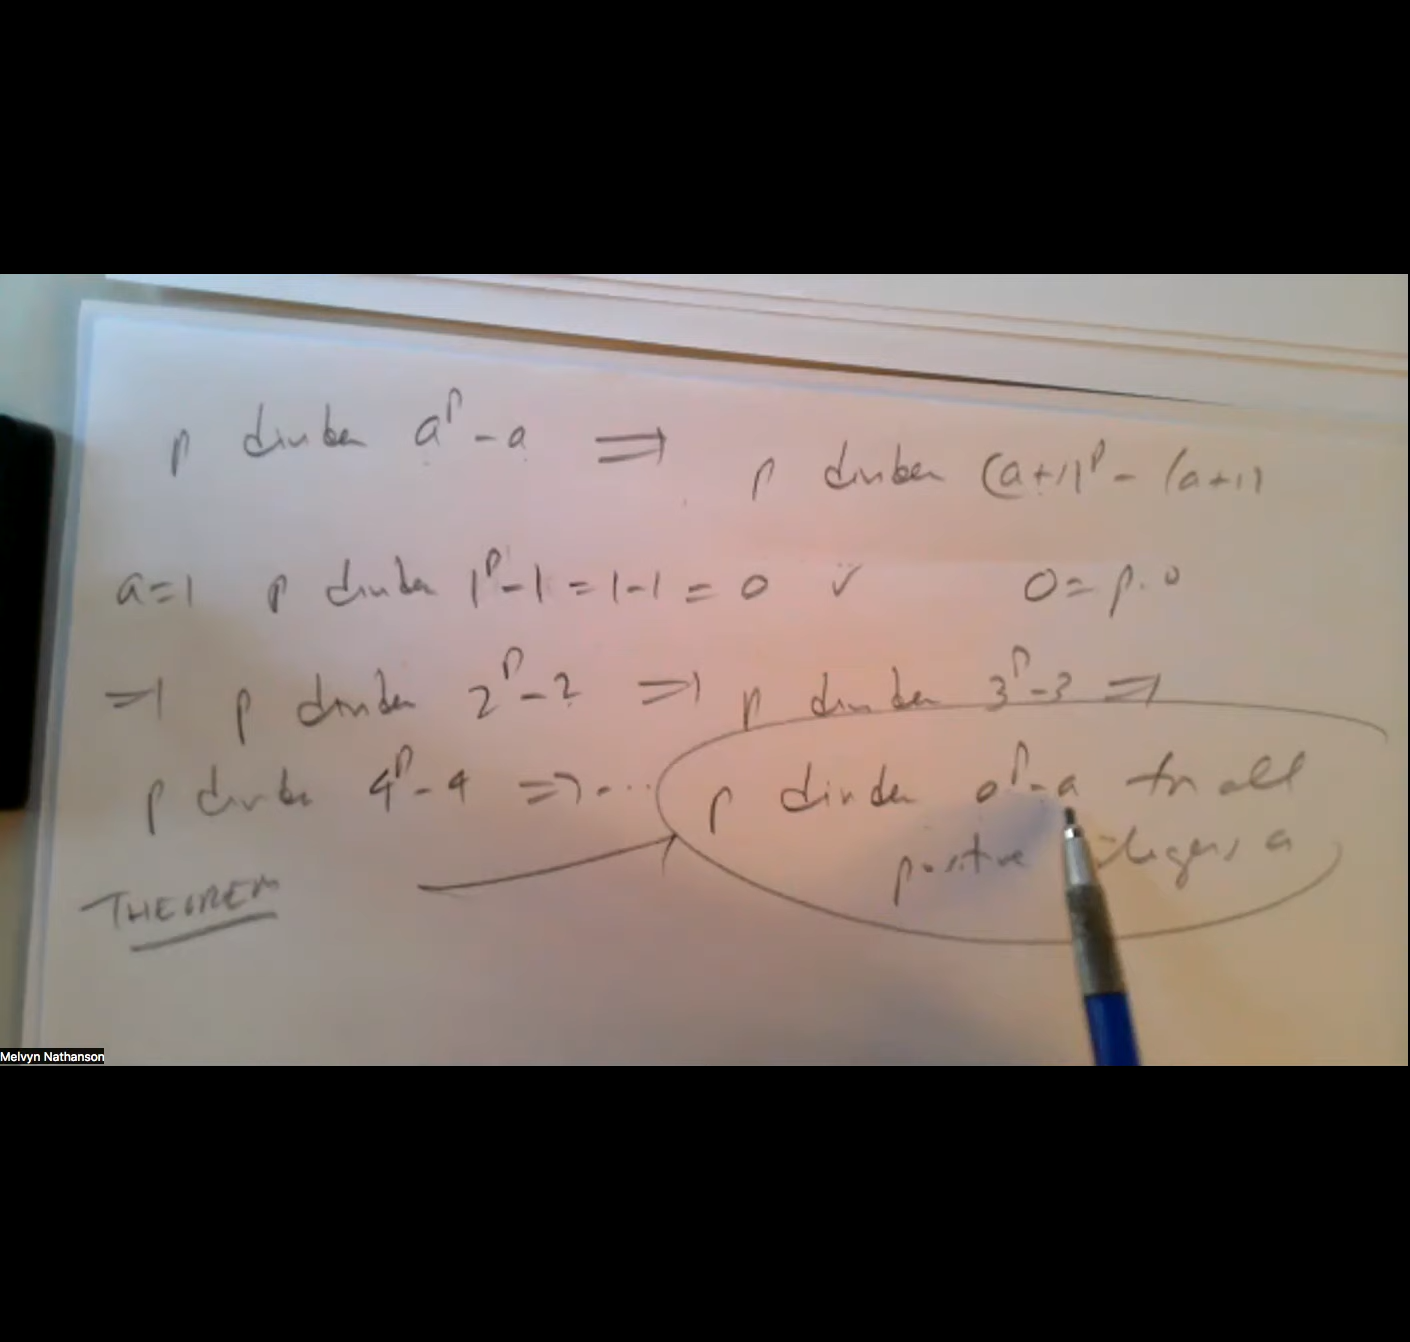 p divides a^p - a ⟹ p divides (a+1)^p - (a+1)
a=1 p divides 1^p - 1 = 1-1 = 0 ✓ 0 = p·0
⟹ p divides 2^p - 2 ⟹ p divides 3^p - 3 ⟹
p divides 4^p - 4 ⟹ ... p divides a^p - a for all
positive integers a
THEOREM
Melvyn Nathanson